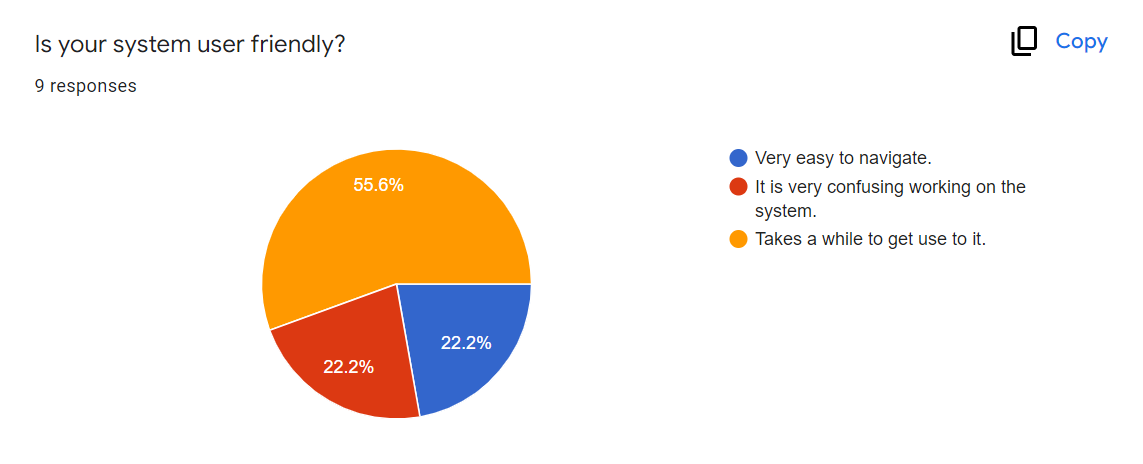 Is your system user friendly?
Copy
9 responses
55.6%
22.2%
22.2%
Very easy to navigate.
It is very confusing working on the
system.
Takes a while to get use to it.